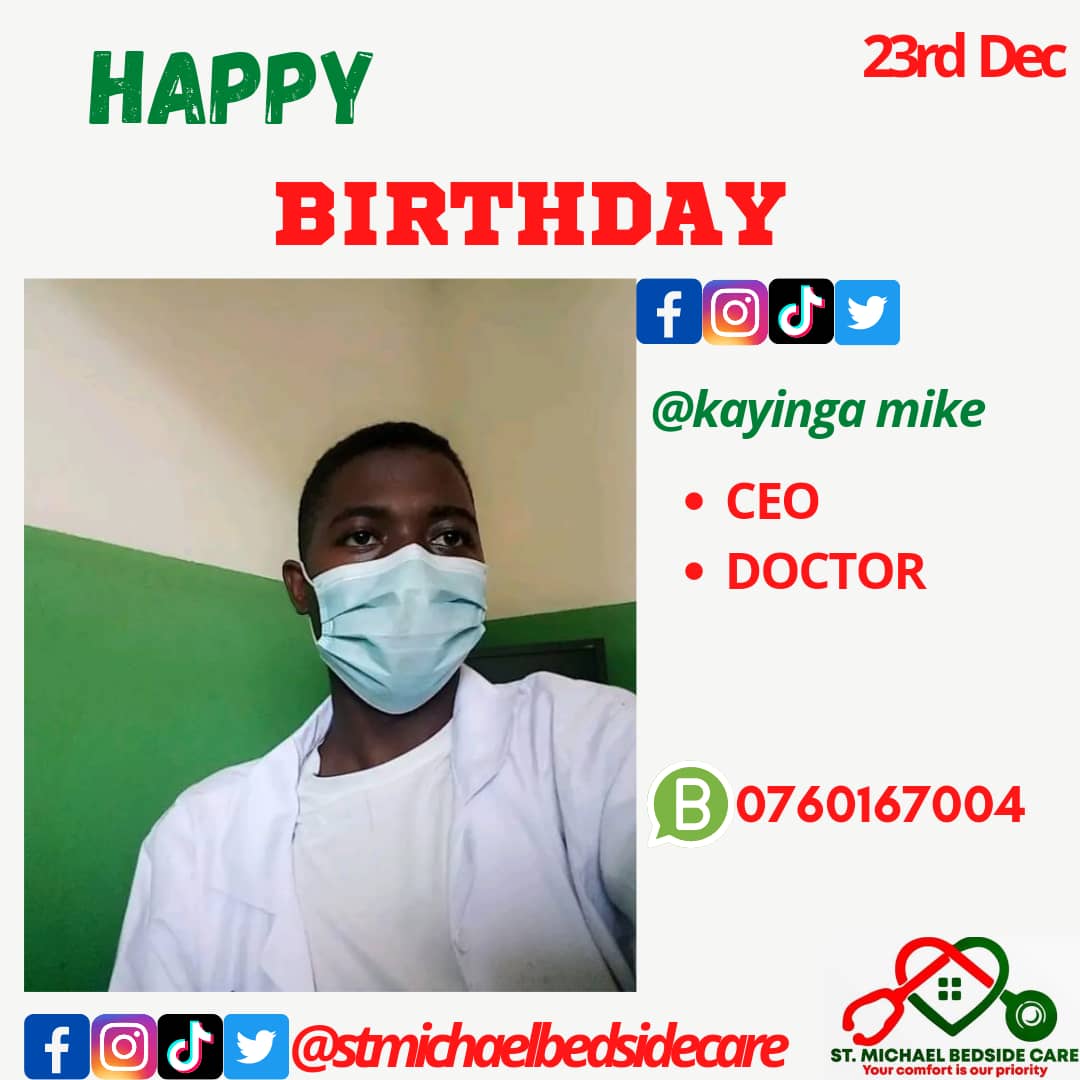 HAPPY
23rd Dec
BIRTHDAY
@kayinga mike
• CEO
• DOCTOR
0760167004
@stmichaelbedsidecare
ST. MICHAEL BEDSIDE CARE
Your comfort is our priority